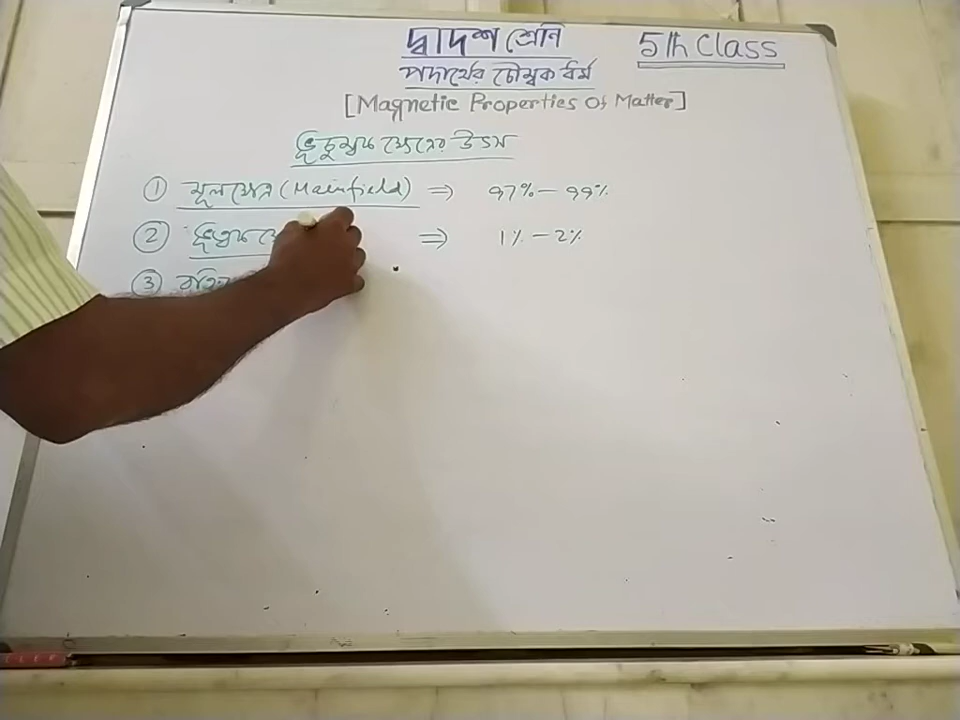 দ্বাদশ শ্রেণি
5th Class
পদার্থের চৌম্বক ধর্ম
[Magnetic Properties Of Matter]
ভূচুম্বক ক্ষেত্রের উৎস
① মূলক্ষেত্র (Mainfield) ⇒ 97% - 99%
② ⇒ 1% - 2%
③